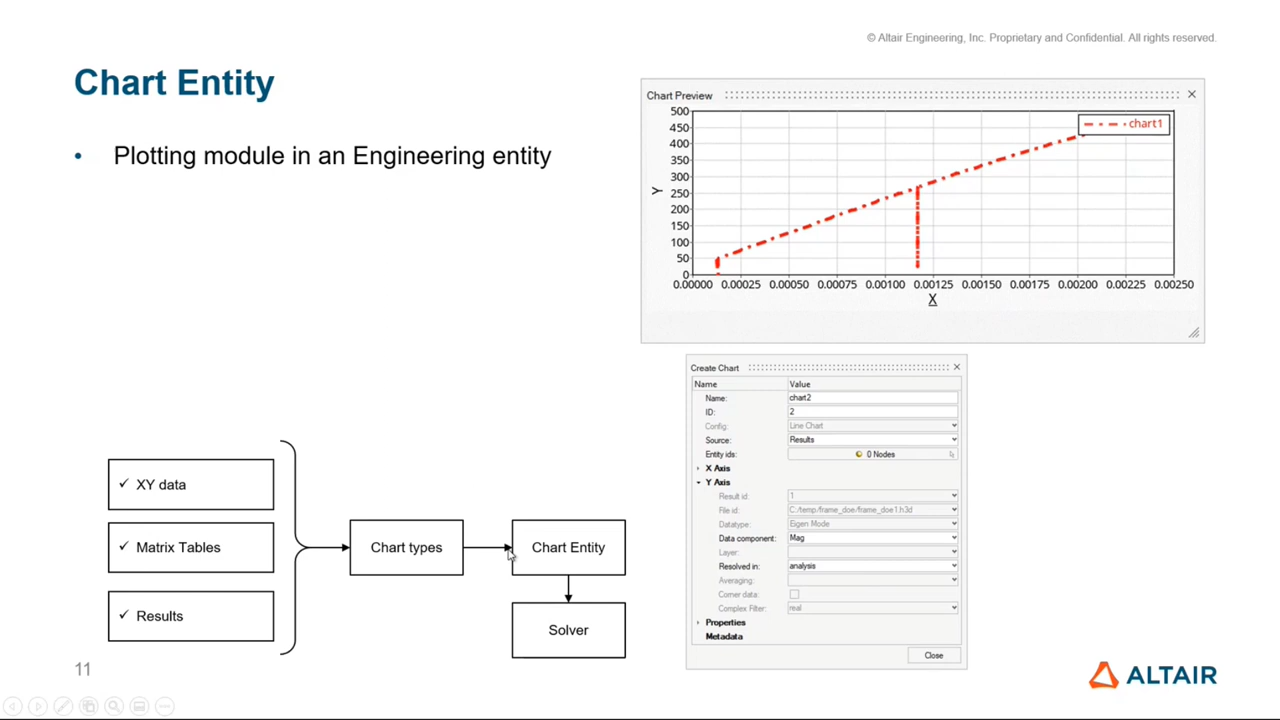 © Altair Engineering, Inc. Proprietary and Confidential. All rights reserved.
Chart Entity
• Plotting module in an Engineering entity
Chart Preview
500
450
400
350
300
250
200
150
100
50
0
Y
chart1
0.00000 0.00025 0.00050 0.00075 0.00100 0.00125 0.00150 0.00175 0.00200 0.00225 0.00250
X
Create Chart
Name Value
Name: chart2
ID: 2
Config: Line Chart
Source: Results
Entity ids: 0 Nodes
X Axis
Y Axis
Result id: 1
File id: C:/temp/frame_doe/frame_doe1.h3d
Datatype: Eigen Mode
Data component: Mag
Layer:
Resolved in: analysis
Averaging:
Corner data:
Complex Filter: real
Properties
Metadata
Close
✓ XY data
✓ Matrix Tables
✓ Results
Chart types
Chart Entity
Solver
11
ALTAIR